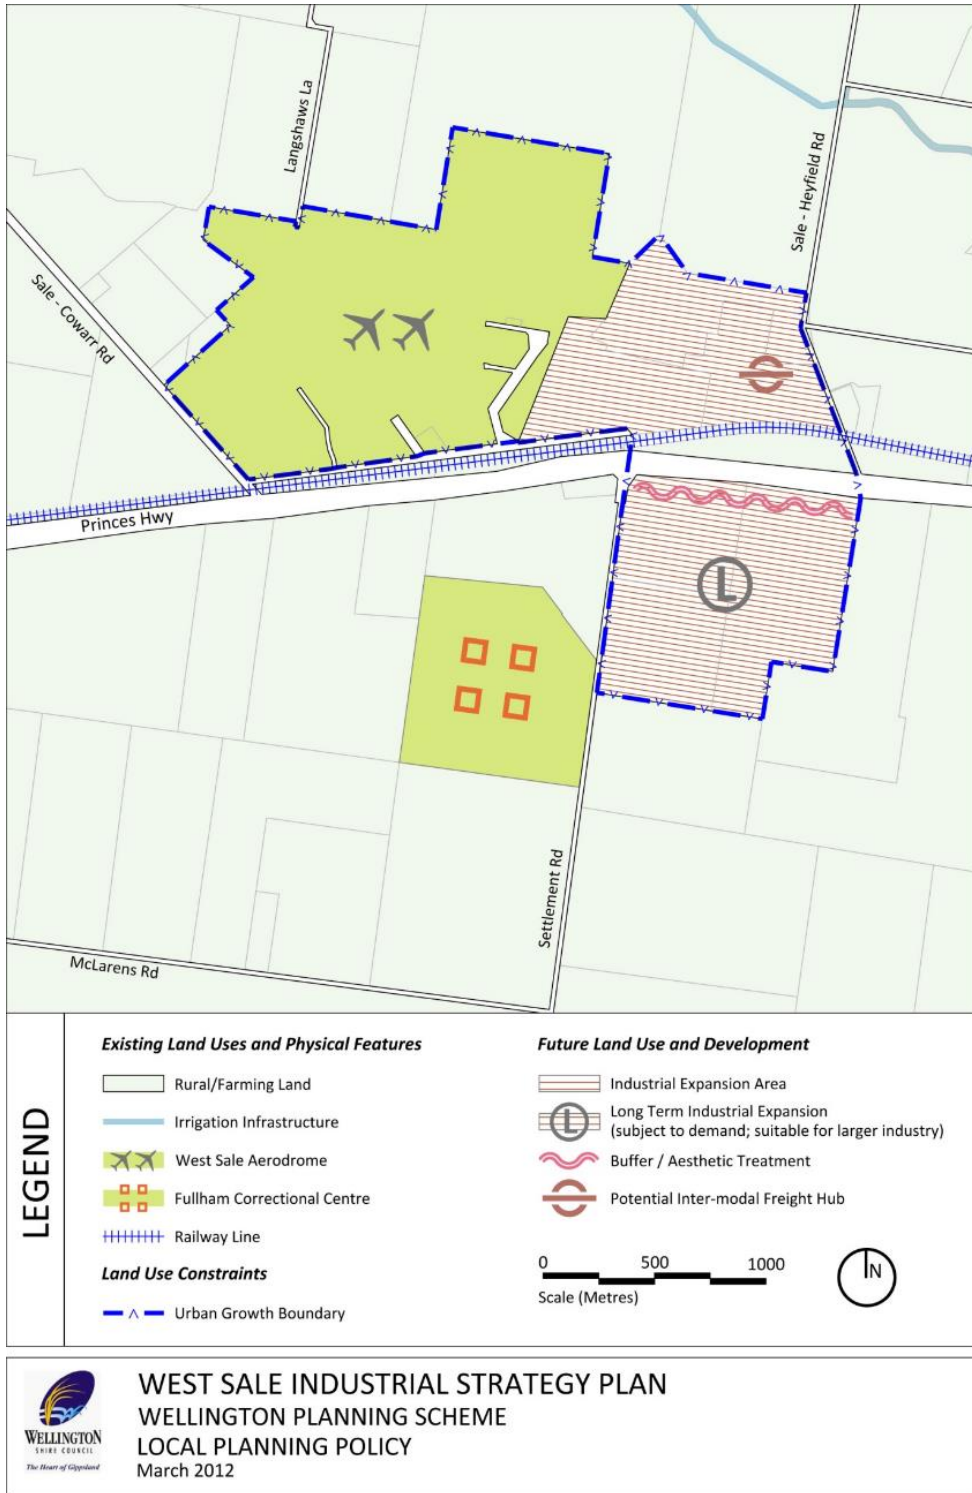 Langshaws La
Sale - Heyfield Rd
Sale - Cowarr Rd
Princes Hwy
L
Settlement Rd
McLarens Rd
LEGEND
Existing Land Uses and Physical Features
Rural/Farming Land
Irrigation Infrastructure
West Sale Aerodrome
Fullham Correctional Centre
Railway Line
Land Use Constraints
Urban Growth Boundary
Future Land Use and Development
Industrial Expansion Area
L
Long Term Industrial Expansion
(subject to demand; suitable for larger industry)
Buffer / Aesthetic Treatment
Potential Inter-modal Freight Hub
0 500 1000
Scale (Metres)
N
WELLINGTON
SHIRE COUNCIL
The Heart of Gippsland
WEST SALE INDUSTRIAL STRATEGY PLAN
WELLINGTON PLANNING SCHEME
LOCAL PLANNING POLICY
March 2012